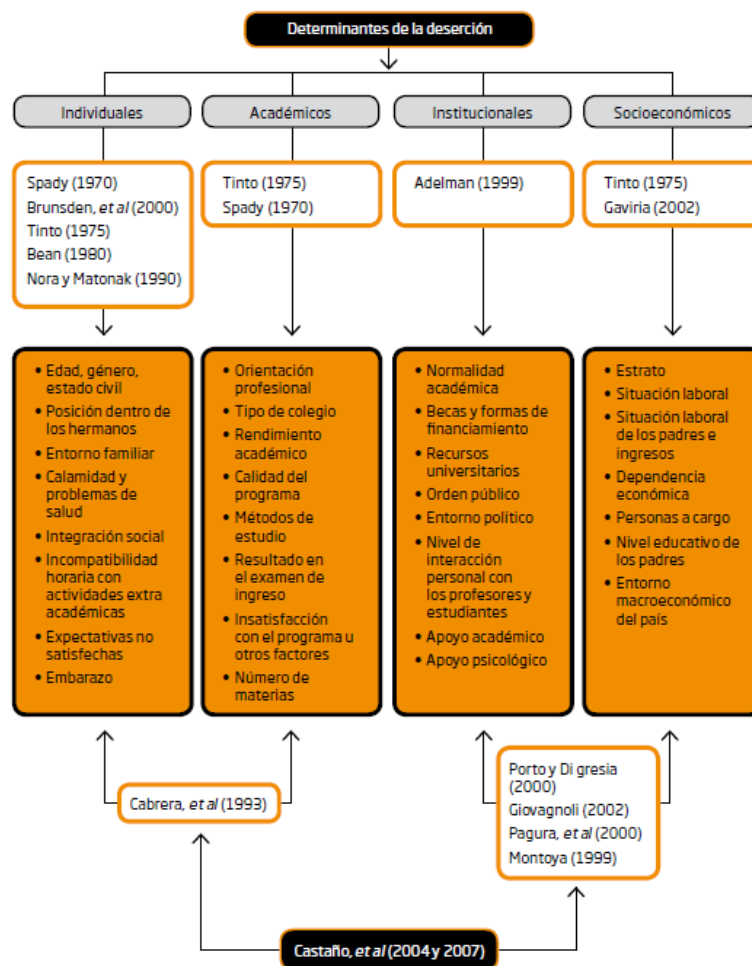 Determinantes de la deserción
Individuales
Académicos
Institucionales
Socioeconómicos
Spady (1970)
Brunsden, et al (2000)
Tinto (1975)
Bean (1980)
Nora y Matonak (1990)
Tinto (1975)
Spady (1970)
Adelman (1999)
Tinto (1975)
Gaviria (2002)
• Edad, género,
estado civil
• Posición dentro de
los hermanos
• Entorno familiar
• Calamidad y
problemas de
salud
• Integración social
• Incompatibilidad
horaria con
actividades extra
académicas
• Expectativas no
satisfechas
• Embarazo
• Orientación
profesional
• Tipo de colegio
• Rendimiento
académico
• Calidad del
programa
• Métodos de
estudio
• Resultado en
el examen de
ingreso
• Insatisfacción
con el programa u
otros factores
• Número de
materias
• Normalidad
académica
• Becas y formas de
financiamiento
• Recursos
universitarios
• Orden público
• Entorno político
• Nivel de
interacción
personal con
los profesores y
estudiantes
• Apoyo académico
• Apoyo psicológico
• Estrato
• Situación laboral
• Situación laboral
de los padres e
ingresos
• Dependencia
económica
• Personas a cargo
• Nivel educativo de
los padres
• Entorno
macroeconómico
del país
Cabrera, et al (1993)
Porto y Di gresia
(2000)
Giovagnoli (2002)
Pagura, et al (2000)
Montoya (1999)
Castaño, et al (2004 y 2007)